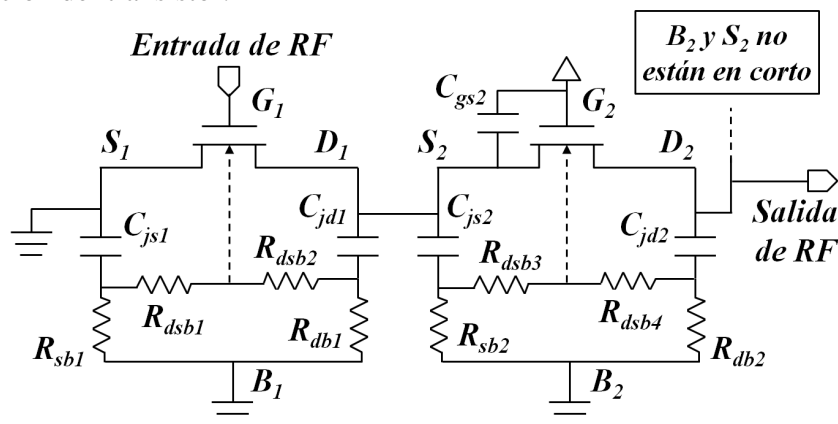 Entrada de RF
B2 y S2 no
están en corto
Cgs2
G1
G2
S1
D1
S2
D2
Cjs1
Cjd1
Cjs2
Cjd2
Salida
de RF
Rdsb2
Rdsb3
Rdsb1
Rdsb4
Rsb1
Rdb1
Rsb2
Rdb2
B1
B2